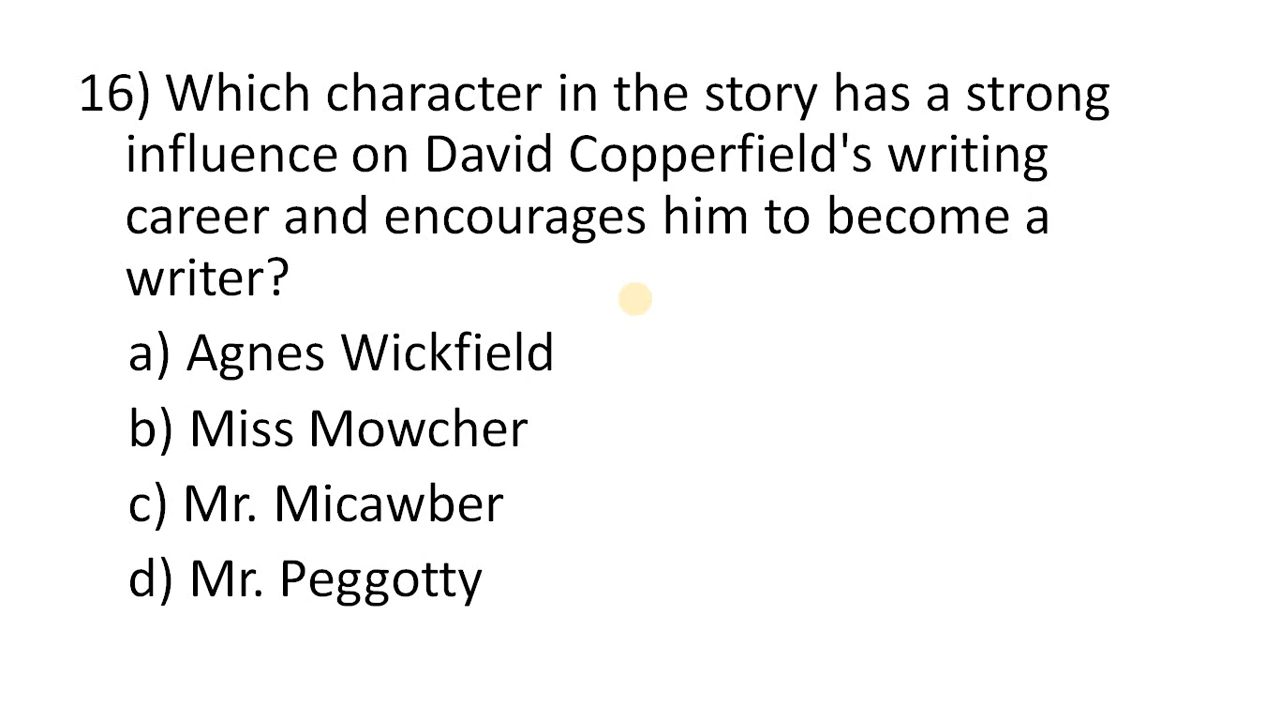 16) Which character in the story has a strong
influence on David Copperfield's writing
career and encourages him to become a
writer?
a) Agnes Wickfield
b) Miss Mowcher
c) Mr. Micawber
d) Mr. Peggotty